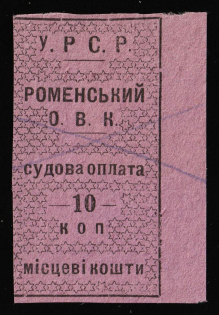 У. Р. С. Р.
РОМЕНСЬКИЙ
О. В. К.
судова оплата
— 10 —
коп
місцеві кошти